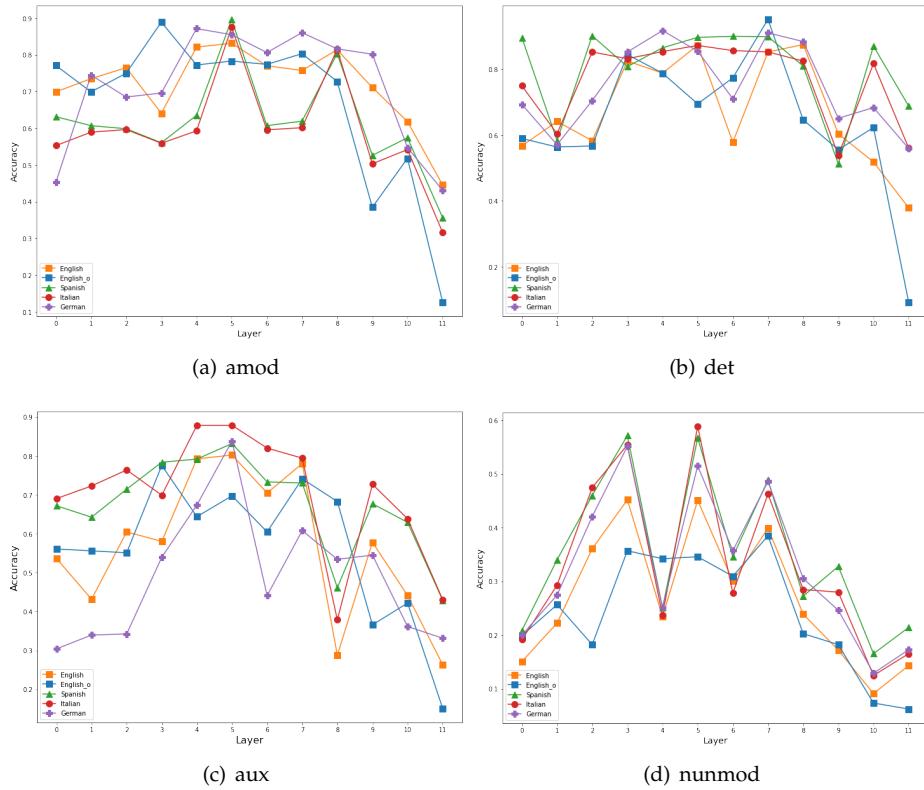 0.9
0.8
0.7
0.6
0.5
0.4
0.3
0.2
0.1
Accuracy
English
English_o
Spanish
Italian
German
0 1 2 3 4 5 6 7 8 9 10 11
Layer
(a) amod
0.8
0.6
0.4
0.2
Accuracy
English
English_o
Spanish
Italian
German
0 1 2 3 4 5 6 7 8 9 10 11
Layer
(b) det
0.9
0.8
0.7
0.6
0.5
0.4
0.3
0.2
Accuracy
English
English_o
Spanish
Italian
German
0 1 2 3 4 5 6 7 8 9 10 11
Layer
(c) aux
0.6
0.5
0.4
0.3
0.2
0.1
Accuracy
English
English_o
Spanish
Italian
German
0 1 2 3 4 5 6 7 8 9 10 11
Layer
(d) nunmod